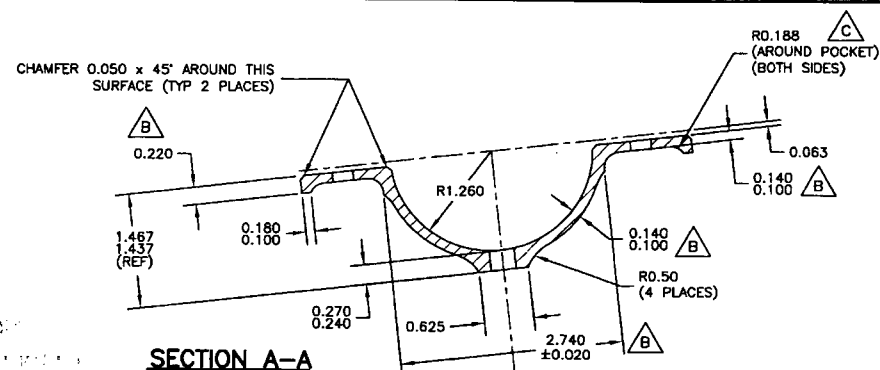 R0.188
C
(AROUND POCKET)
(BOTH SIDES)
CHAMFER 0.050 x 45° AROUND THIS
SURFACE (TYP 2 PLACES)
B
0.220
0.063
0.140
0.100
B
R1.260
1.467
1.437
(REF)
0.180
0.100
0.140
0.100
B
R0.50
(4 PLACES)
0.270
0.240
0.625
2.740
±0.020
B
SECTION A-A